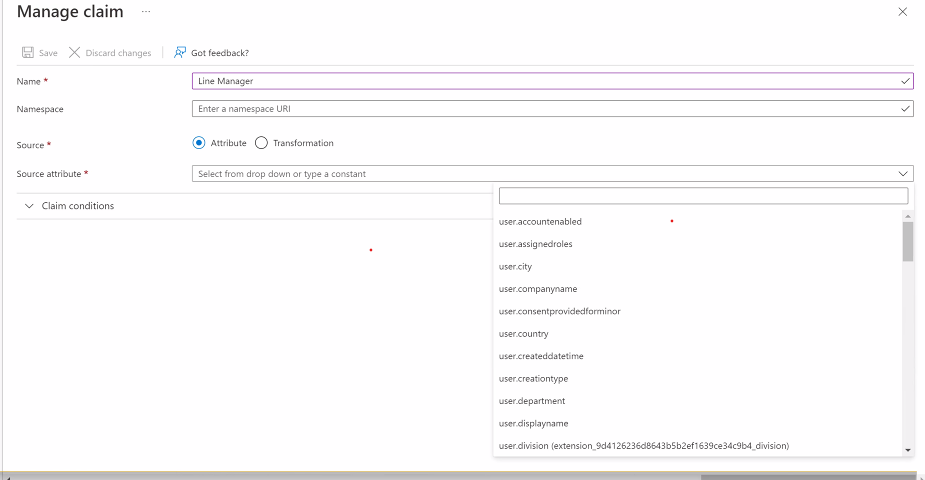 Manage claim ...
Save Discard changes Got feedback?
Name * Line Manager
Namespace Enter a namespace URI
Source * Attribute Transformation
Source attribute * Select from drop down or type a constant
Claim conditions
user.accountenabled
user.assignedroles
user.city
user.companyname
user.consentprovidedforminor
user.country
user.createddatetime
user.creationtype
user.department
user.displayname
user.division (extension_9d4126236d8643b5b2ef1639ce34c9b4_division)